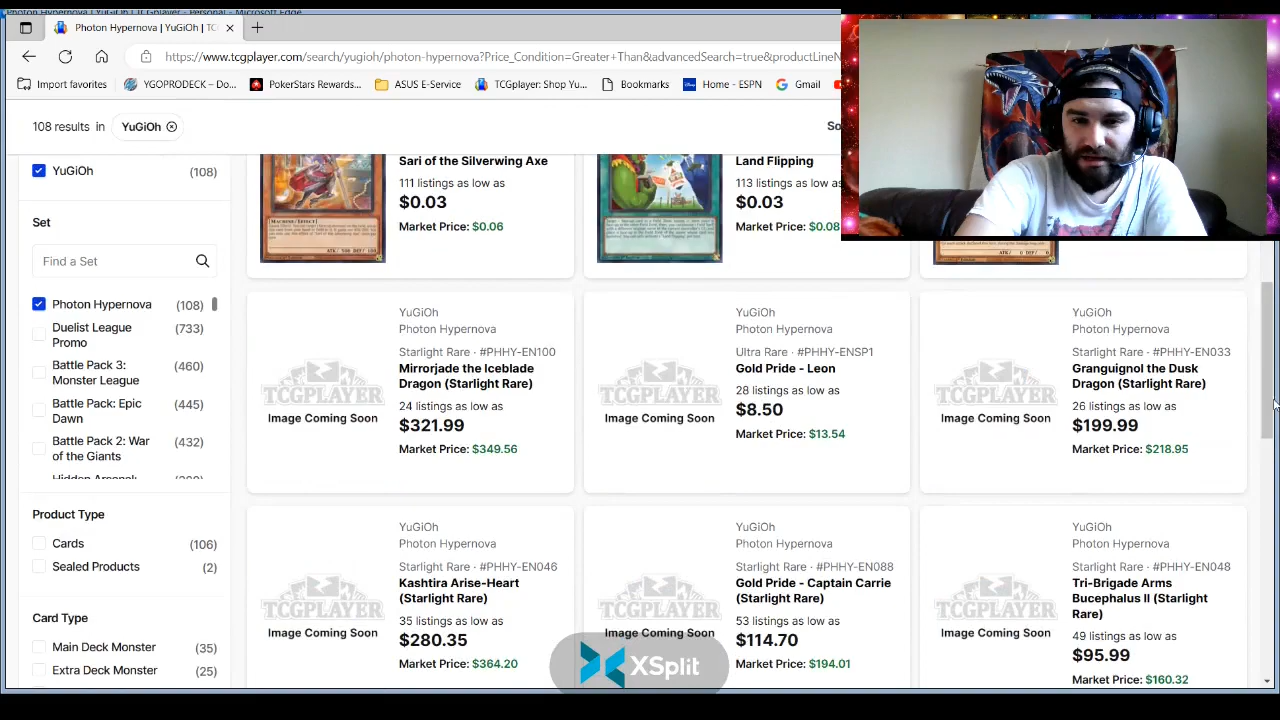 Photon Hypernova | YuGiOh | TCGplayer - Personal - Microsoft Edge
Photon Hypernova | YuGiOh | TC
https://www.tcgplayer.com/search/yugioh/photon-hypernova?Price_Condition=Greater+Than&advancedSearch=true&productLineN
Import favorites
YGOPRODECK – Do...
PokerStars Rewards...
ASUS E-Service
TCGplayer: Shop Yu...
Bookmarks
Home - ESPN
Gmail
108 results in
YuGiOh
So
YuGiOh
(108)
Set
Find a Set
Photon Hypernova
(108)
Duelist League
Promo
(733)
Battle Pack 3:
Monster League
(460)
Battle Pack: Epic
Dawn
(445)
Battle Pack 2: War
of the Giants
(432)
Product Type
Cards
(106)
Sealed Products
(2)
Card Type
Main Deck Monster
(35)
Extra Deck Monster
(25)
Sari of the Silverwing Axe
111 listings as low as
$0.03
Market Price: $0.06
Land Flipping
113 listings as low as
$0.03
Market Price: $0.08
YuGiOh
Photon Hypernova
Starlight Rare · #PHHY-EN100
Mirrorjade the Iceblade
Dragon (Starlight Rare)
24 listings as low as
$321.99
Market Price: $349.56
TCGPLAYER
Image Coming Soon
YuGiOh
Photon Hypernova
Ultra Rare · #PHHY-ENSP1
Gold Pride - Leon
28 listings as low as
$8.50
Market Price: $13.54
TCGPLAYER
Image Coming Soon
YuGiOh
Photon Hypernova
Starlight Rare · #PHHY-EN033
Granguignol the Dusk
Dragon (Starlight Rare)
26 listings as low as
$199.99
Market Price: $218.95
TCGPLAYER
Image Coming Soon
YuGiOh
Photon Hypernova
Starlight Rare · #PHHY-EN046
Kashtira Arise-Heart
(Starlight Rare)
35 listings as low as
$280.35
Market Price: $364.20
TCGPLAYER
Image Coming Soon
YuGiOh
Photon Hypernova
Starlight Rare · #PHHY-EN088
Gold Pride - Captain Carrie
(Starlight Rare)
53 listings as low as
$114.70
Market Price: $194.01
TCGPLAYER
Image Coming Soon
YuGiOh
Photon Hypernova
Starlight Rare · #PHHY-EN048
Tri-Brigade Arms
Bucephalus II (Starlight
Rare)
49 listings as low as
$95.99
Market Price: $160.32
TCGPLAYER
Image Coming Soon
XSplit